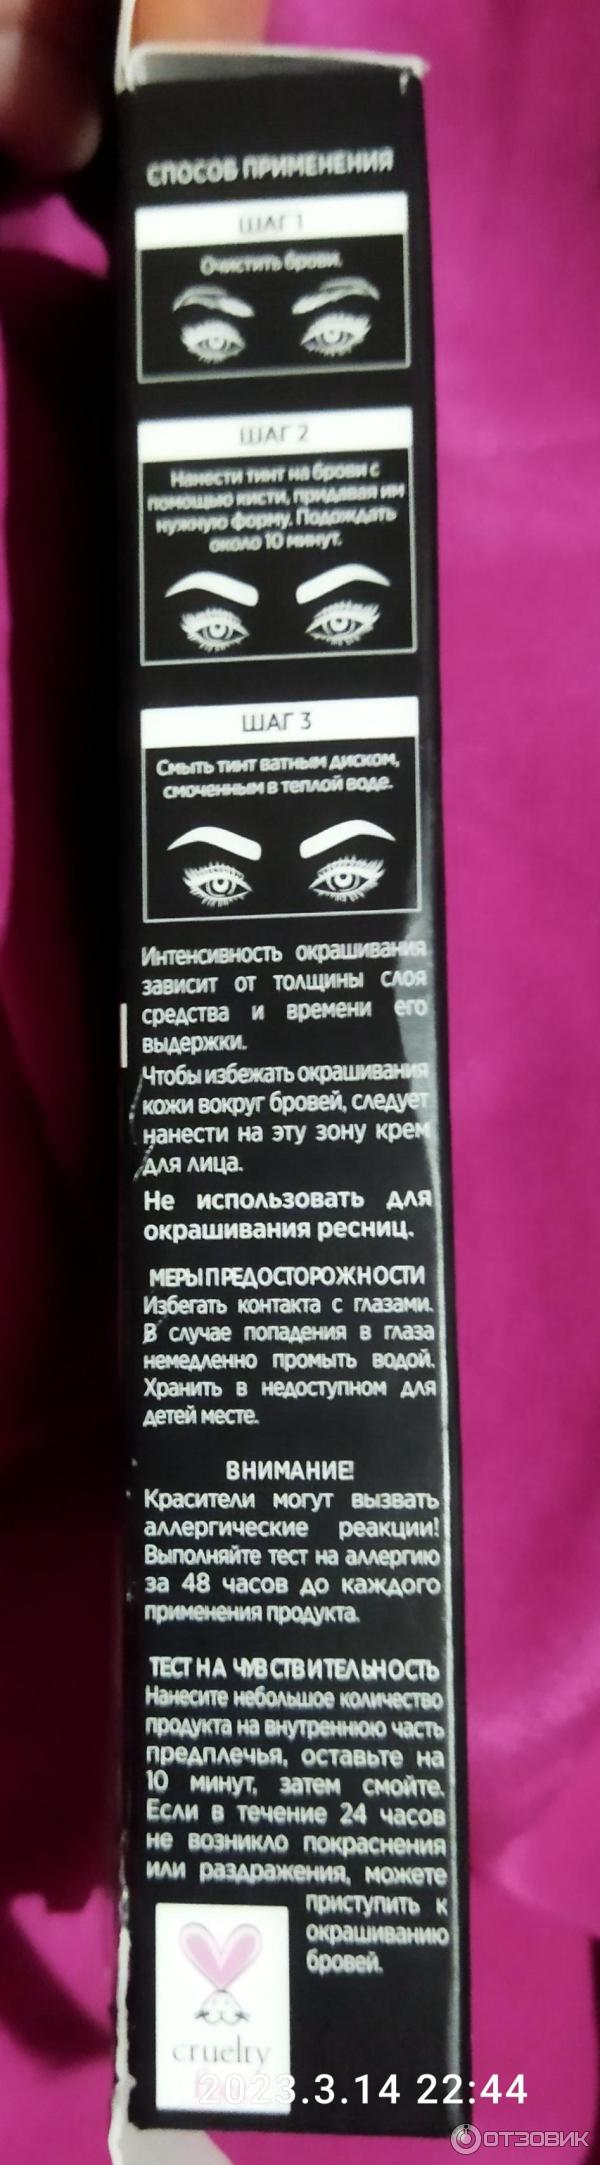 СПОСОБ ПРИМЕНЕНИЯ
ШАГ 1
Очистить брови.
ШАГ 2
Нанести тинт на брови с
помощью кисти, придавая им
нужную форму. Подождать
около 10 минут.
ШАГ 3
Смыть тинт ватным диском,
смоченным в теплой воде.
Интенсивность окрашивания
зависит от толщины слоя
средства и времени его
выдержки.
Чтобы избежать окрашивания
кожи вокруг бровей, следует
нанести на эту зону крем
для лица.
Не использовать для
окрашивания ресниц.
МЕРЫ ПРЕДОСТОРОЖНОСТИ
Избегать контакта с глазами.
В случае попадения в глаза
немедленно промыть водой.
Хранить в недоступном для
детей месте.
ВНИМАНИЕ!
Красители могут вызвать
аллергические реакции!
Выполняйте тест на аллергию
за 48 часов до каждого
применения продукта.
ТЕСТ НА ЧУВСТВИТЕЛЬНОСТЬ
Нанесите небольшое количество
продукта на внутреннюю часть
предплечья, оставьте на
10 минут, затем смойте.
Если в течение 24 часов
не возникло покраснения
или раздражения, можете
приступить к
окрашиванию
бровей.
cruelty
2023.3.14 22:44
ОТЗОВИК